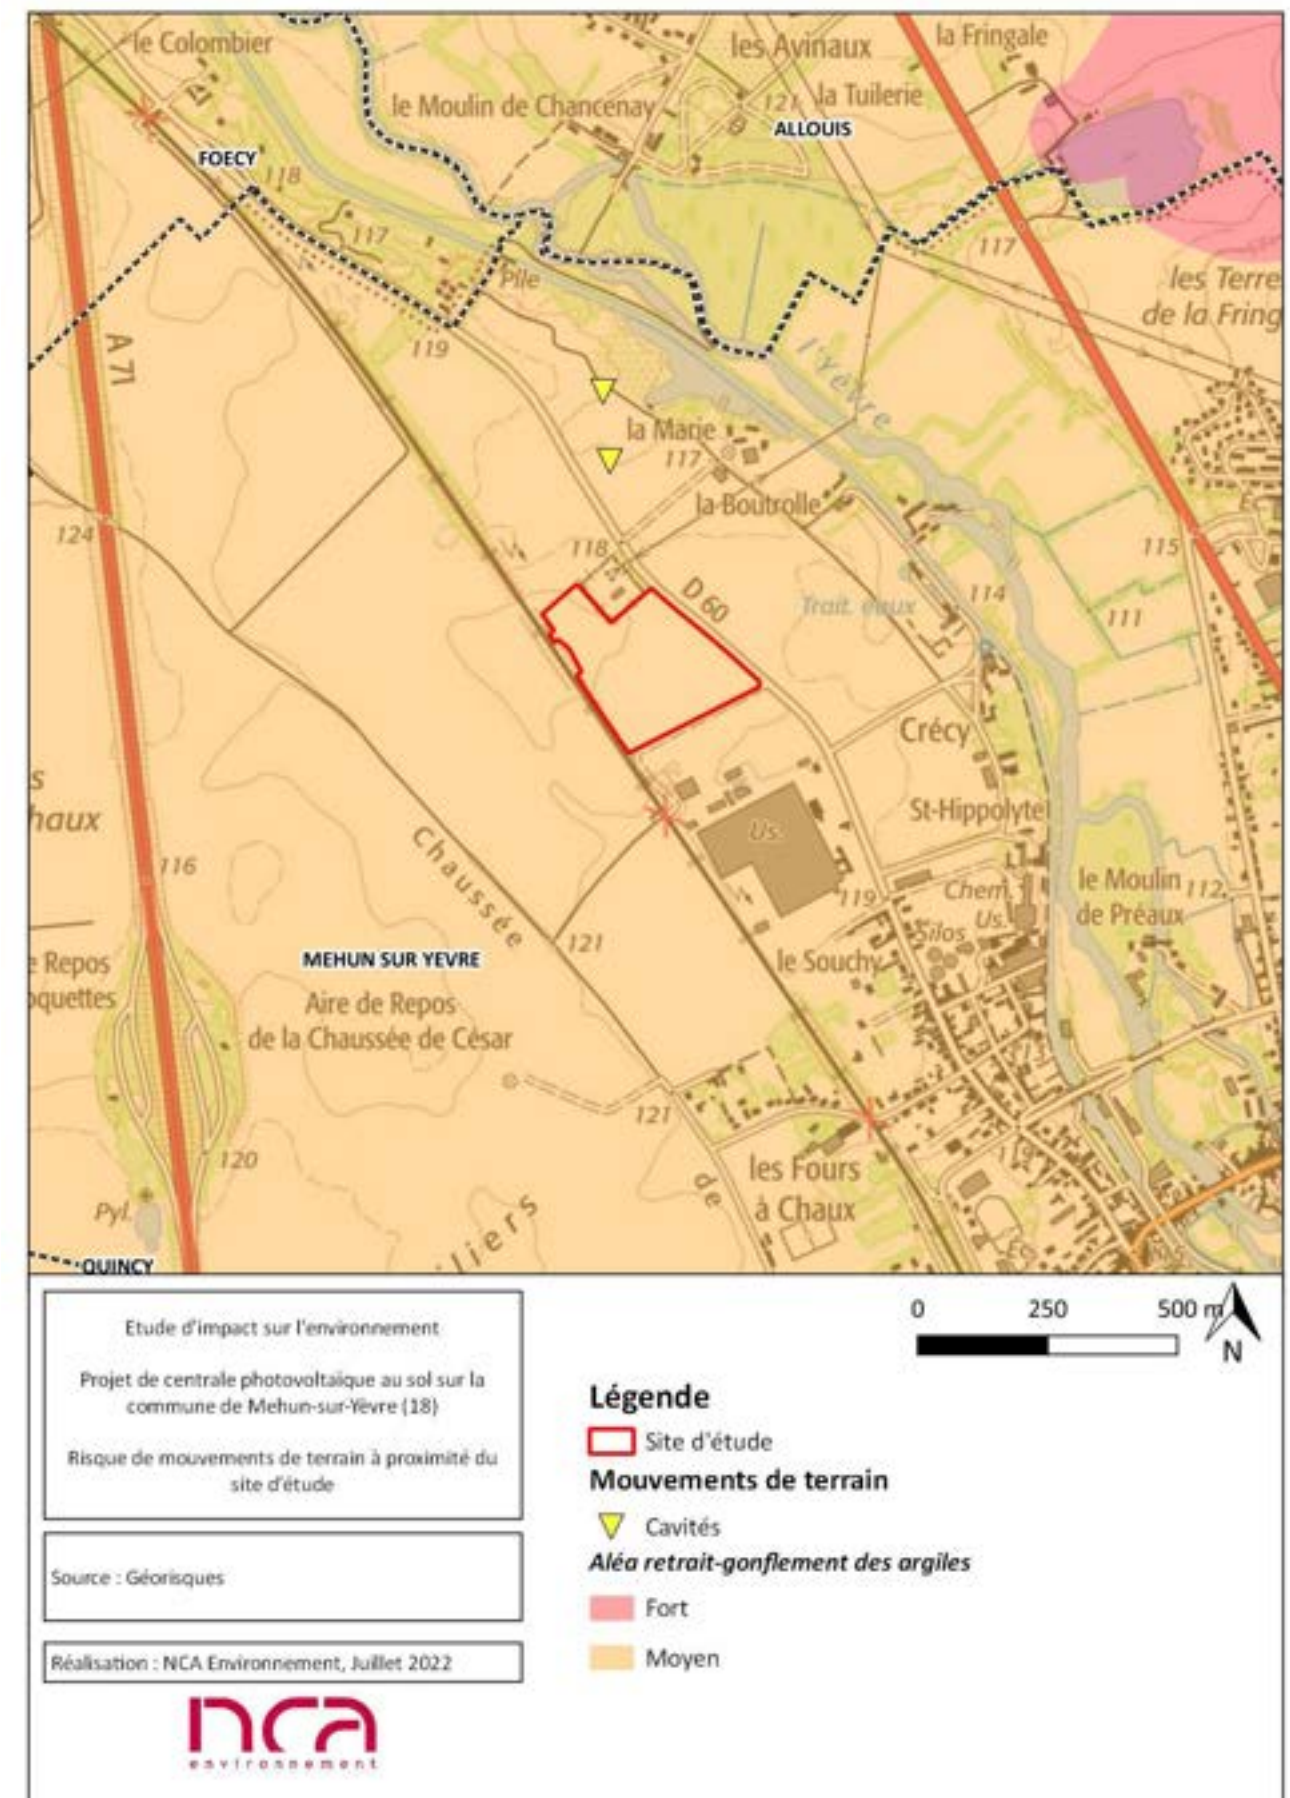 le Colombier
les Avinaux
la Fringale
le Moulin de Chancenay
121
la Tuilerie
ALLOUIS
FOECY
118
117
117
Pile
les Terre
de la Fring
119
A 71
l'Yèvre
la Marie
117
la Boutrolle
124
118
115
D 60
Trait. eaux
114
111
Crécy
s
haux
St-Hippolyte
Us.
Chaussée
116
119
Chem.
Us.
le Moulin
de Préaux
112
Silos
121
le Souchy
MEHUN SUR YEVRE
e Repos
oquettes
Aire de Repos
de la Chaussée de César
121
120
les Fours
à Chaux
de
Pyl.
liers
QUINCY
0 250 500 m
N
Etude d'impact sur l'environnement
Projet de centrale photovoltaïque au sol sur la
commune de Mehun-sur-Yèvre (18)
Risque de mouvements de terrain à proximité du
site d'étude
Source : Géorisques
Réalisation : NCA Environnement, Juillet 2022
nca
environnement
Légende
Site d'étude
Mouvements de terrain
Cavités
Aléa retrait-gonflement des argiles
Fort
Moyen